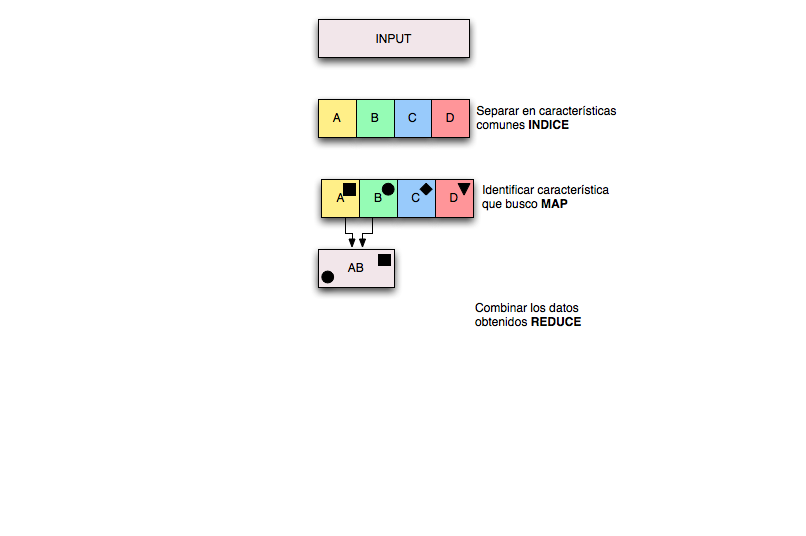 INPUT
A B C D
Separar en características
comunes INDICE
A B C D
Identificar característica
que busco MAP
AB
Combinar los datos
obtenidos REDUCE